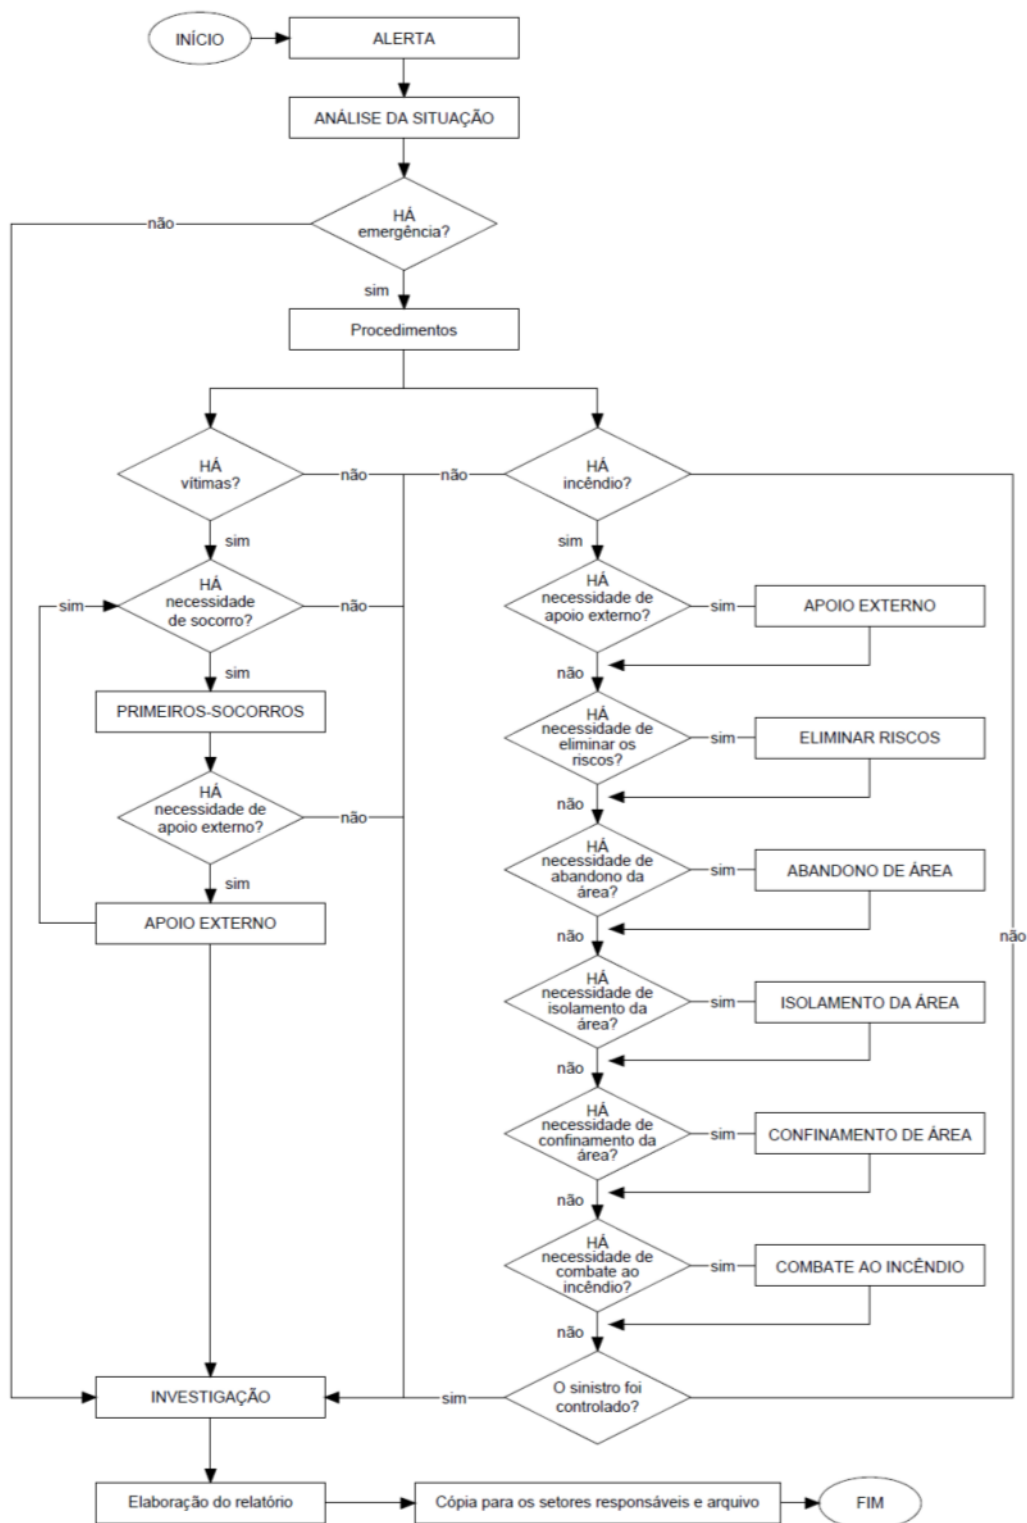 INÍCIO
ALERTA
ANÁLISE DA SITUAÇÃO
não
HÁ
emergência?
sim
Procedimentos
HÁ
vítimas?
não
não
HÁ
incêndio?
sim
sim
sim
HÁ
necessidade
de socorro?
não
HÁ
necessidade de
apoio externo?
sim
APOIO EXTERNO
sim
não
PRIMEIROS-SOCORROS
HÁ
necessidade de
eliminar os
riscos?
sim
ELIMINAR RISCOS
não
HÁ
necessidade de
apoio externo?
não
sim
HÁ
necessidade de
abandono da
área?
sim
ABANDONO DE ÁREA
APOIO EXTERNO
não
não
HÁ
necessidade de
isolamento da
área?
sim
ISOLAMENTO DA ÁREA
não
HÁ
necessidade de
confinamento da
área?
sim
CONFINAMENTO DE ÁREA
não
HÁ
necessidade de
combate ao
incêndio?
sim
COMBATE AO INCÊNDIO
não
INVESTIGAÇÃO
sim
O sinistro foi
controlado?
Elaboração do relatório
Cópia para os setores responsáveis e arquivo
FIM